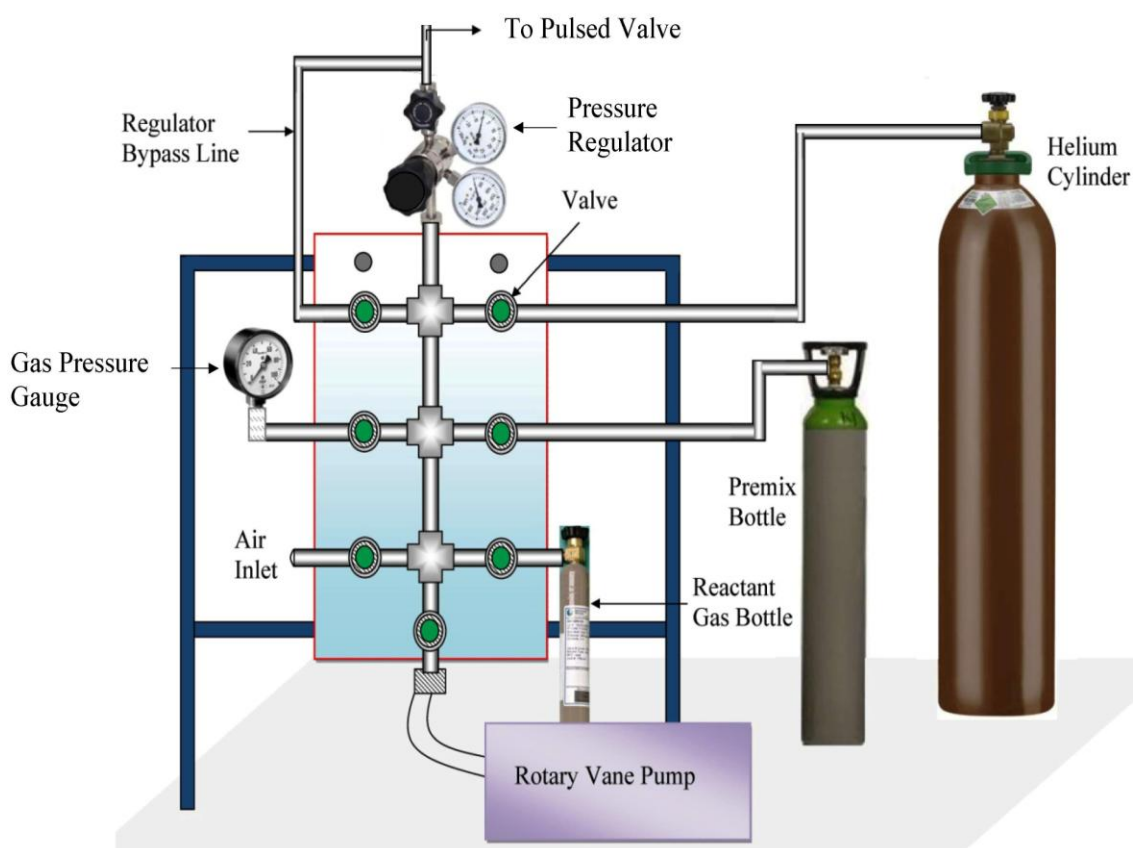 To Pulsed Valve
Regulator
Bypass Line
Pressure
Regulator
Helium
Cylinder
Valve
Gas Pressure
Gauge
Premix
Bottle
Air
Inlet
Reactant
Gas Bottle
Rotary Vane Pump